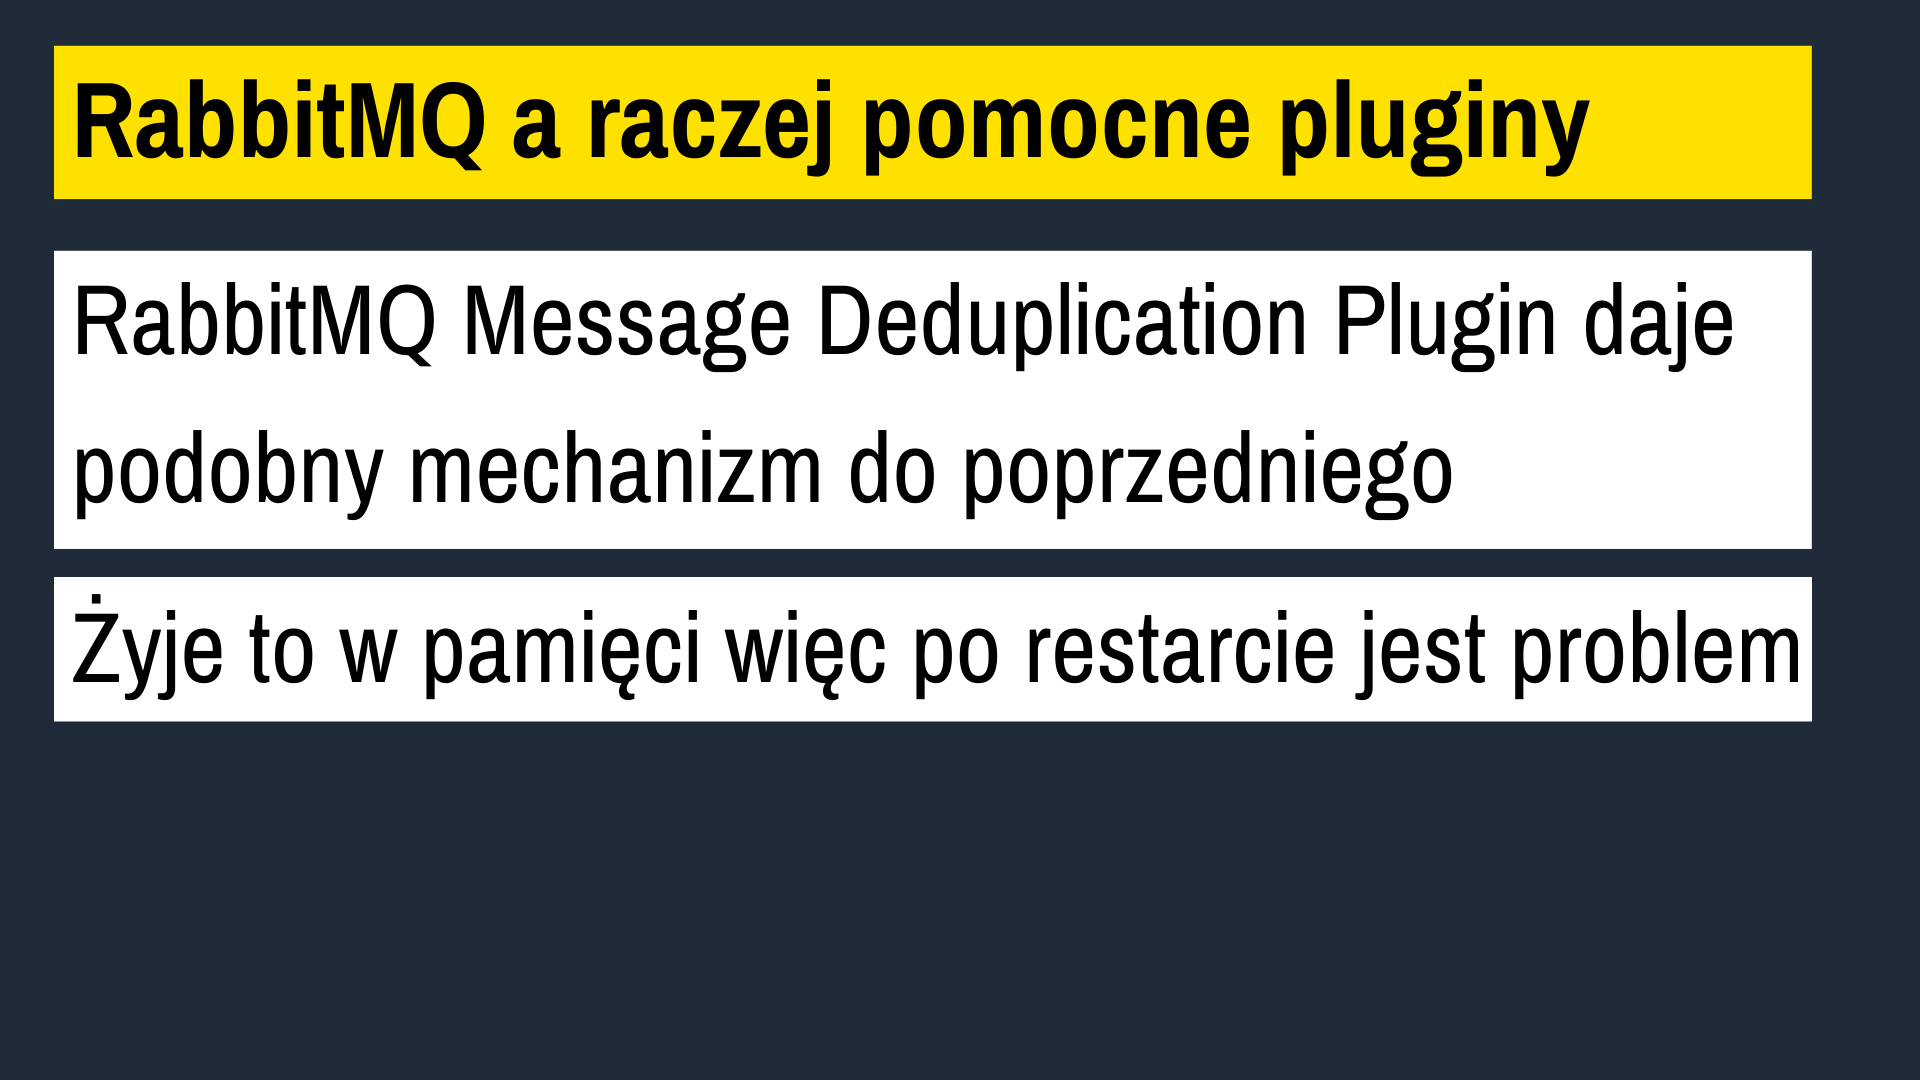 RabbitMQ a raczej pomocne pluginy
RabbitMQ Message Deduplication Plugin daje
podobny mechanizm do poprzedniego
Żyje to w pamięci więc po restarcie jest problem